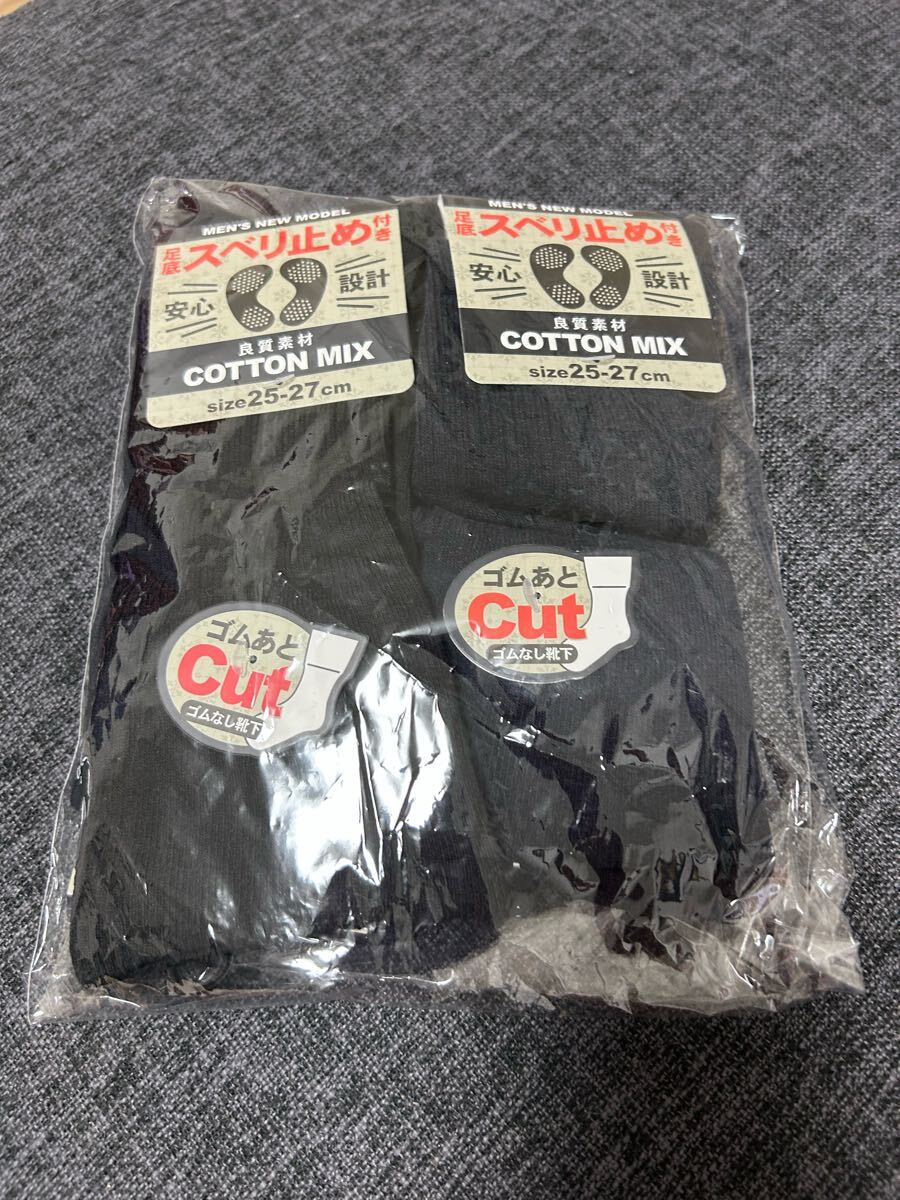 MEN'S NEW MODEL
足底スベリ止め付き
安心 設計
良質素材
COTTON MIX
size25-27cm
MEN'S NEW MODEL
足底スベリ止め付き
安心 設計
良質素材
COTTON MIX
size25-27cm
ゴムあと
Cut
ゴムなし靴下
ゴムあと
Cut
ゴムなし靴下